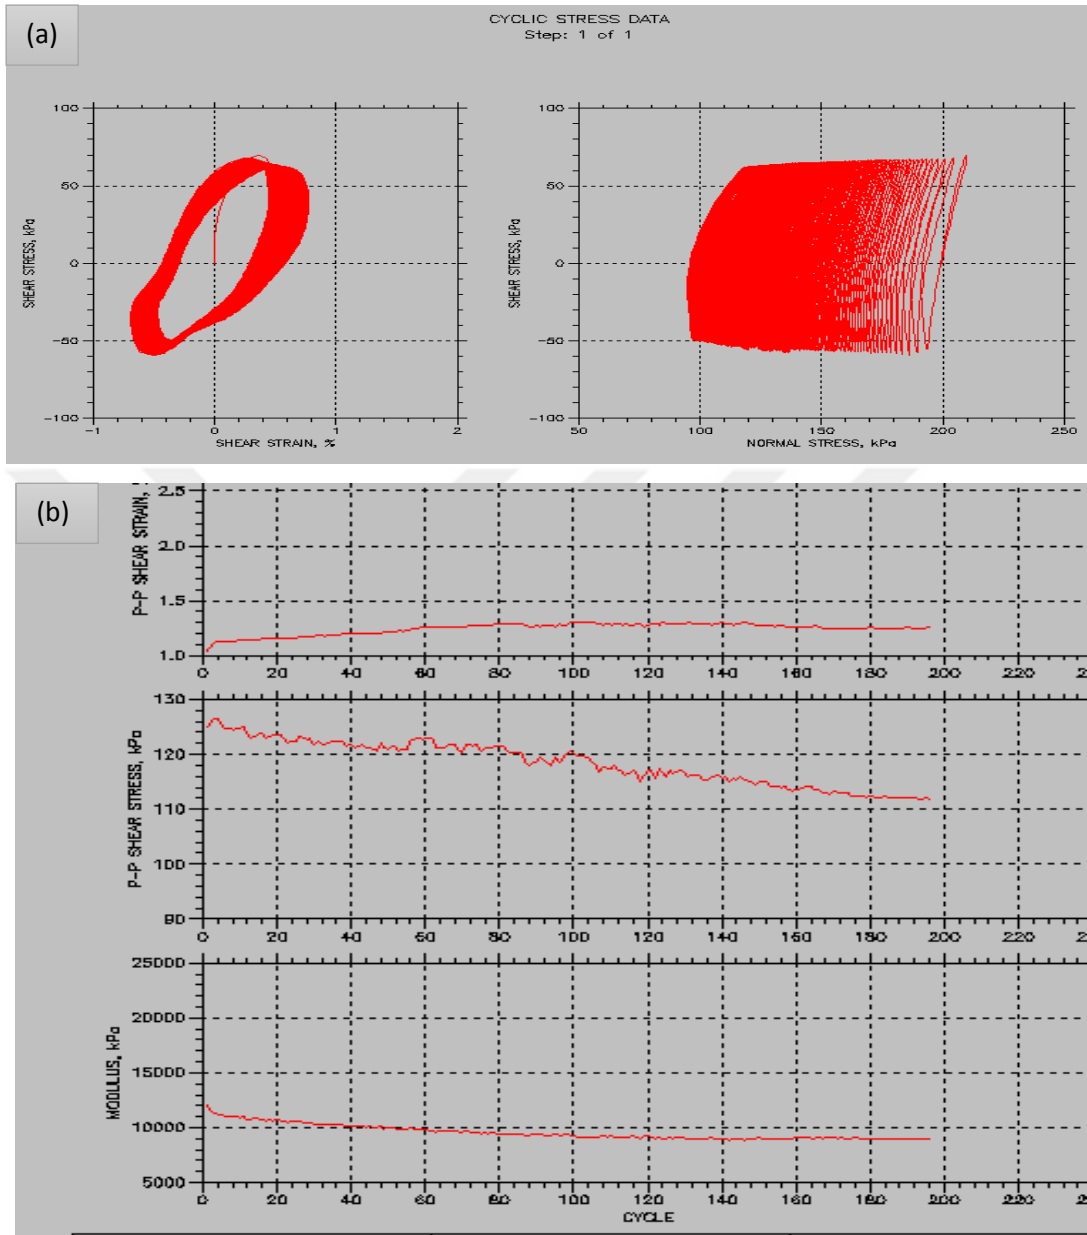 (a)
CYCLIC STRESS DATA
Step: 1 of 1
SHEAR STRESS, kPa
100
50
0
-50
-100
-1 0 1 2
SHEAR STRAIN, %
SHEAR STRESS, kPa
100
50
0
-50
-100
50 100 150 200 250
NORMAL STRESS, kPa
(b)
P-P SHEAR STRAIN,
2.5
2.0
1.5
1.0
0 20 40 60 80 100 120 140 160 180 200 220
P-P SHEAR STRESS, kPa
130
120
110
100
90
0 20 40 60 80 100 120 140 160 180 200 220
MODULUS, kPa
25000
20000
15000
10000
5000
0 20 40 60 80 100 120 140 160 180 200 220
CYCLE